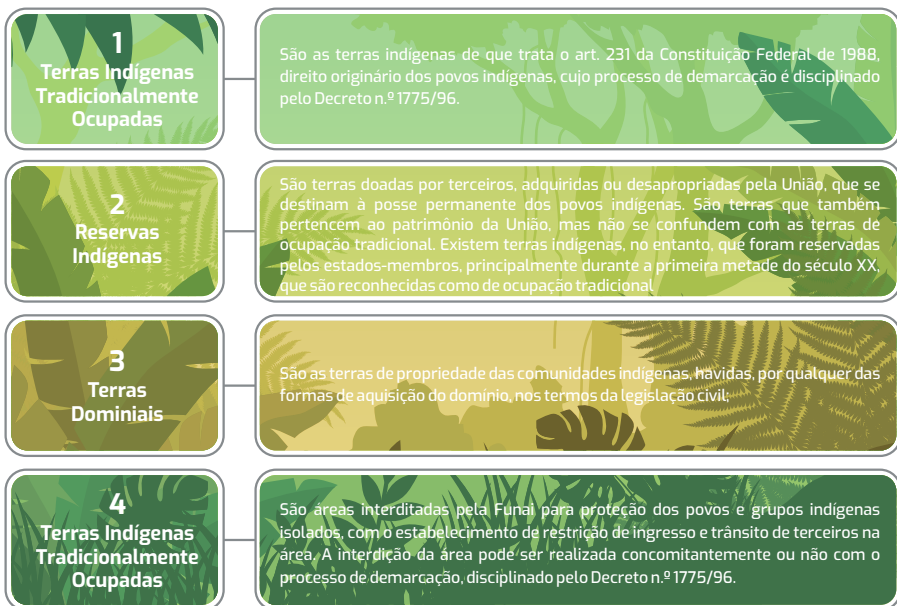 1
Terras Indígenas
Tradicionalmente
Ocupadas
São as terras indígenas de que trata o art. 231 da Constituição Federal de 1988,
direito originário dos povos indígenas, cujo processo de demarcação é disciplinado
pelo Decreto n.º 1775/96.
2
Reservas
Indígenas
São terras doadas por terceiros, adquiridas ou desapropriadas pela União, que se
destinam à posse permanente dos povos indígenas. São terras que também
pertencem ao patrimônio da União, mas não se confundem com as terras de
ocupação tradicional. Existem terras indígenas, no entanto, que foram reservadas
pelos estados-membros, principalmente durante a primeira metade do século XX,
que são reconhecidas como de ocupação tradicional
3
Terras
Dominiais
São as terras de propriedade das comunidades indígenas, havidas, por qualquer das
formas de aquisição do domínio, nos termos da legislação civil;
4
Terras Indígenas
Tradicionalmente
Ocupadas
São áreas interditadas pela Funai para proteção dos povos e grupos indígenas
isolados, com o estabelecimento de restrição de ingresso e trânsito de terceiros na
área. A interdição da área pode ser realizada concomitantemente ou não com o
processo de demarcação, disciplinado pelo Decreto n.º 1775/96.